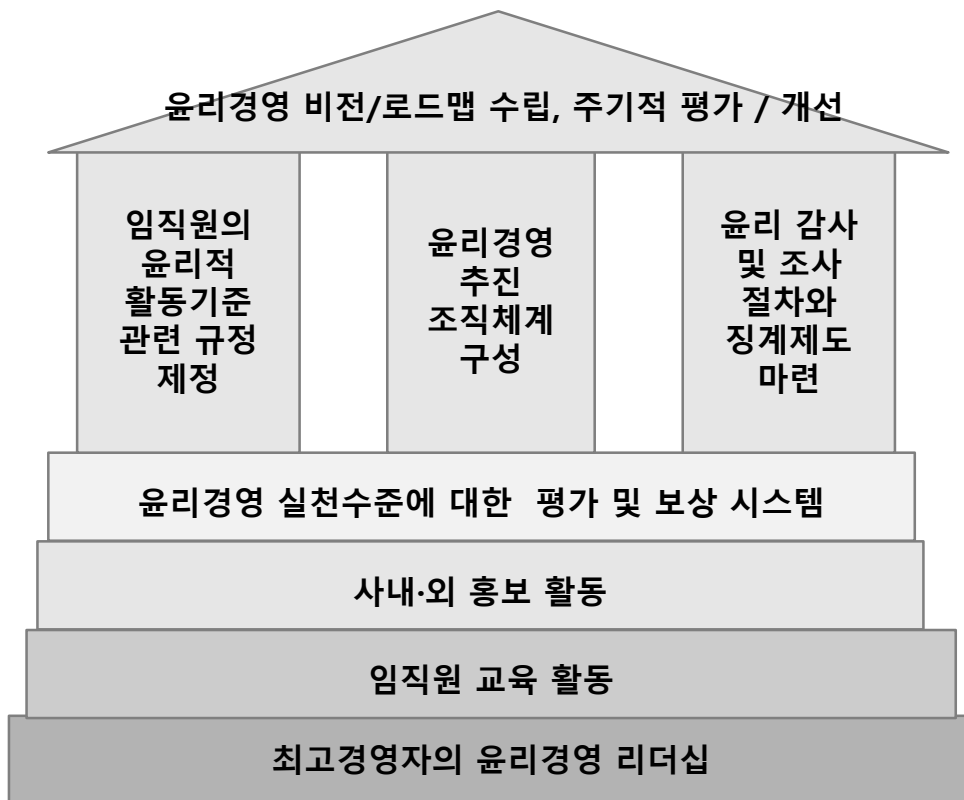 윤리경영 비전/로드맵 수립, 주기적 평가 / 개선
임직원의
윤리적
활동기준
관련 규정
제정
윤리경영
추진
조직체계
구성
윤리 감사
및 조사
절차와
징계제도
마련
윤리경영 실천수준에 대한  평가 및 보상 시스템
사내·외 홍보 활동
임직원 교육 활동
최고경영자의 윤리경영 리더십